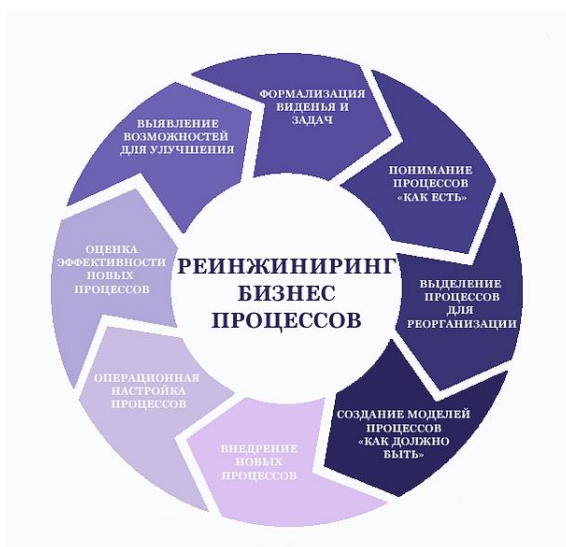 ФОРМАЛИЗАЦИЯ
ВИДЕНЬЯ И
ЗАДАЧ
ПОНИМАНИЕ
ПРОЦЕССОВ
«КАК ЕСТЬ»
ВЫДЕЛЕНИЕ
ПРОЦЕССОВ
ДЛЯ
РЕОРГАНИЗАЦИИ
СОЗДАНИЕ МОДЕЛЕЙ
ПРОЦЕССОВ
«КАК ДОЛЖНО
БЫТЬ»
ВНЕДРЕНИЕ
НОВЫХ
ПРОЦЕССОВ
ОПЕРАЦИОННАЯ
НАСТРОЙКА
ПРОЦЕССОВ
ОЦЕНКА
ЭФФЕКТИВНОСТИ
НОВЫХ
ПРОЦЕССОВ
ВЫЯВЛЕНИЕ
ВОЗМОЖНОСТЕЙ
ДЛЯ УЛУЧШЕНИЯ
РЕИНЖИНИРИНГ
БИЗНЕС
ПРОЦЕССОВ